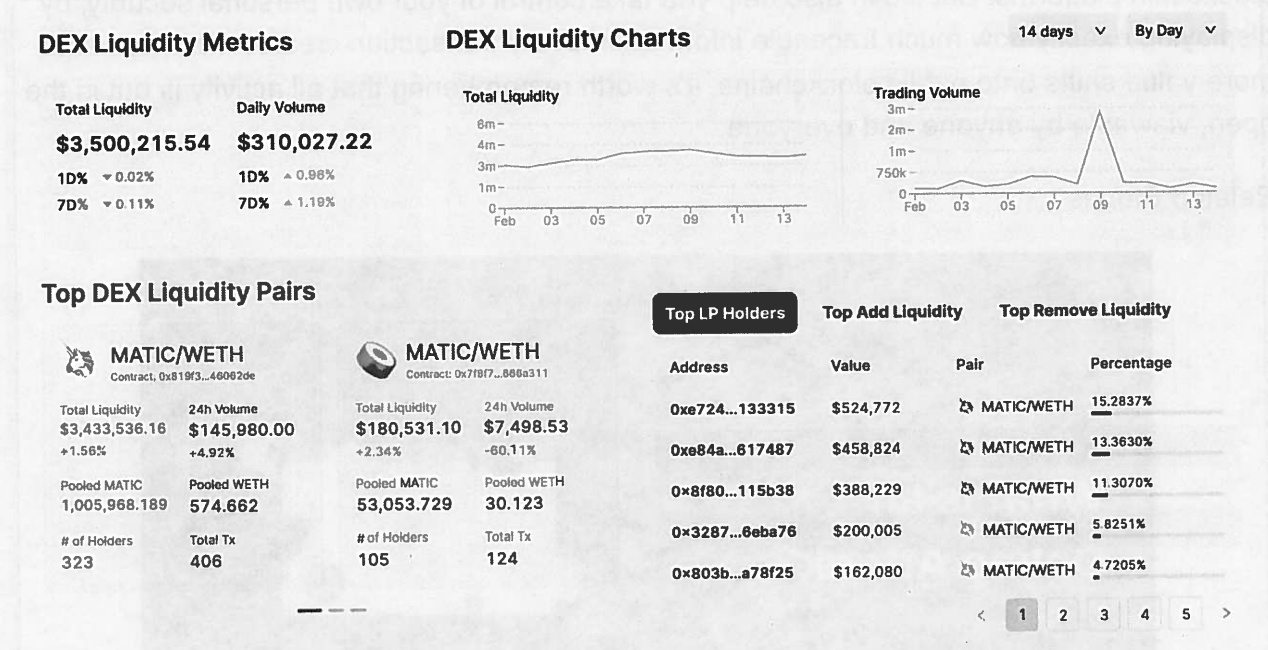 DEX Liquidity Metrics
Total Liquidity
Daily Volume
$3,500,215.54
$310,027.22
1D% ▼ 0.02%
1D% ▲ 0.98%
7D% ▼ 0.11%
7D% ▲ 1.19%
DEX Liquidity Charts
14 days
By Day
Total Liquidity
6m
4m
3m
1m
0
Feb 03 05 07 09 11 13
Trading Volume
3m
2m
1m
750k
0
Feb 03 05 07 09 11 13
Top DEX Liquidity Pairs
MATIC/WETH
Contract, 0x819f3...46062de
Total Liquidity
24h Volume
$3,433,536.16
$145,980.00
+1.56%
+4.92%
Pooled MATIC
Pooled WETH
1,005,968.189
574.662
# of Holders
Total Tx
323
406
MATIC/WETH
Contract: 0x7f8f7...666a311
Total Liquidity
24h Volume
$180,531.10
$7,498.53
+2.34%
-60.11%
Pooled MATIC
Pooled WETH
53,053.729
30.123
# of Holders
Total Tx
105
124
Top LP Holders
Top Add Liquidity
Top Remove Liquidity
Address Value Pair Percentage
0xe724...133315 $524,772 MATIC/WETH 15.2837%
0xe84a...617487 $458,824 MATIC/WETH 13.3630%
0x8f80...115b38 $388,229 MATIC/WETH 11.3070%
0x3287...6eba76 $200,005 MATIC/WETH 5.8251%
0x803b...a78f25 $162,080 MATIC/WETH 4.7205%
< 1 2 3 4 5 >